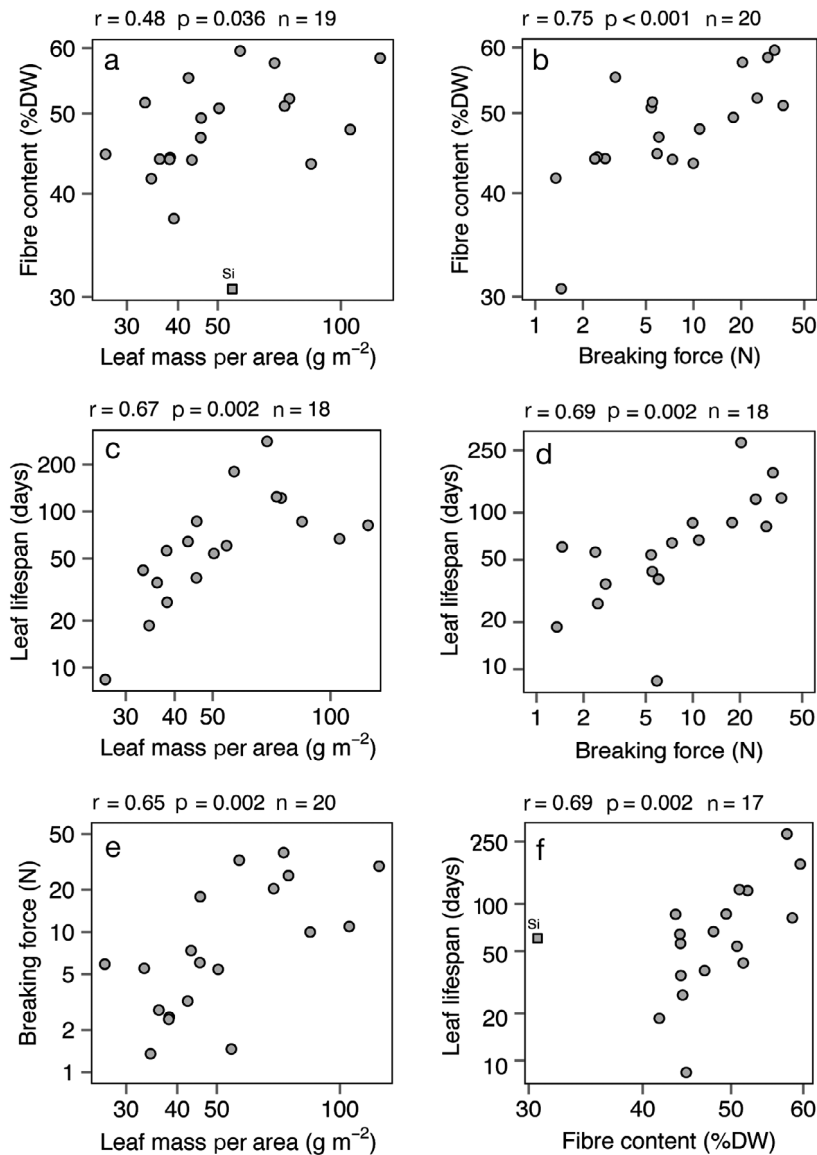 r = 0.48 p = 0.036 n = 19
a
Fibre content (%DW)
60
50
40
30
Si
30 40 50 100
Leaf mass per area (g m⁻²)
r = 0.75 p < 0.001 n = 20
b
Fibre content (%DW)
60
50
40
30
1 2 5 10 20 50
Breaking force (N)
r = 0.67 p = 0.002 n = 18
c
Leaf lifespan (days)
200
100
50
20
10
30 40 50 100
Leaf mass per area (g m⁻²)
r = 0.69 p = 0.002 n = 18
d
Leaf lifespan (days)
250
100
50
20
10
1 2 5 10 20 50
Breaking force (N)
r = 0.65 p = 0.002 n = 20
e
Breaking force (N)
50
20
10
5
2
1
30 40 50 100
Leaf mass per area (g m⁻²)
r = 0.69 p = 0.002 n = 17
f
Leaf lifespan (days)
250
100
50
20
10
Si
30 40 50 60
Fibre content (%DW)